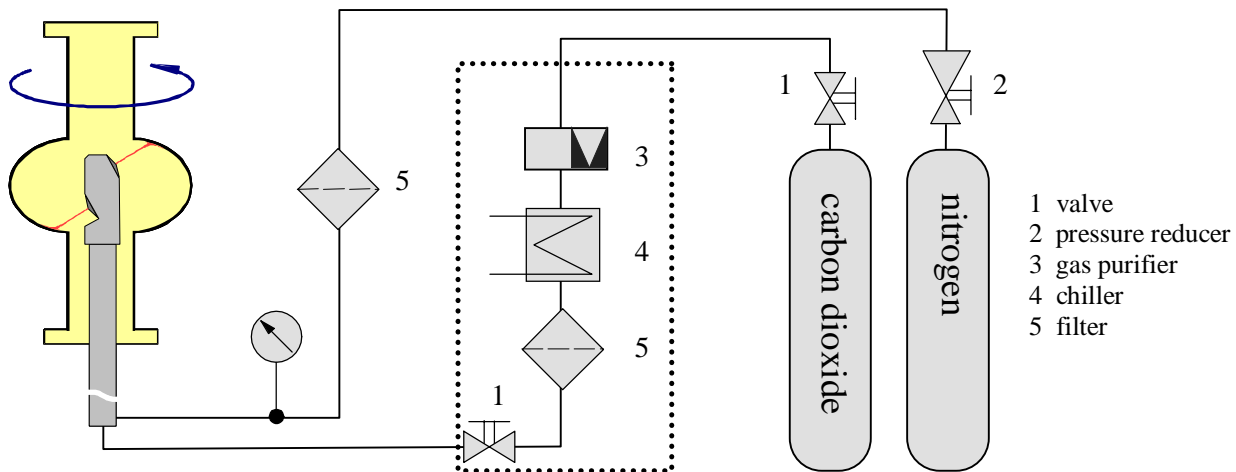 1
2
3
5
carbon dioxide
nitrogen
4
5
1
1 valve
2 pressure reducer
3 gas purifier
4 chiller
5 filter